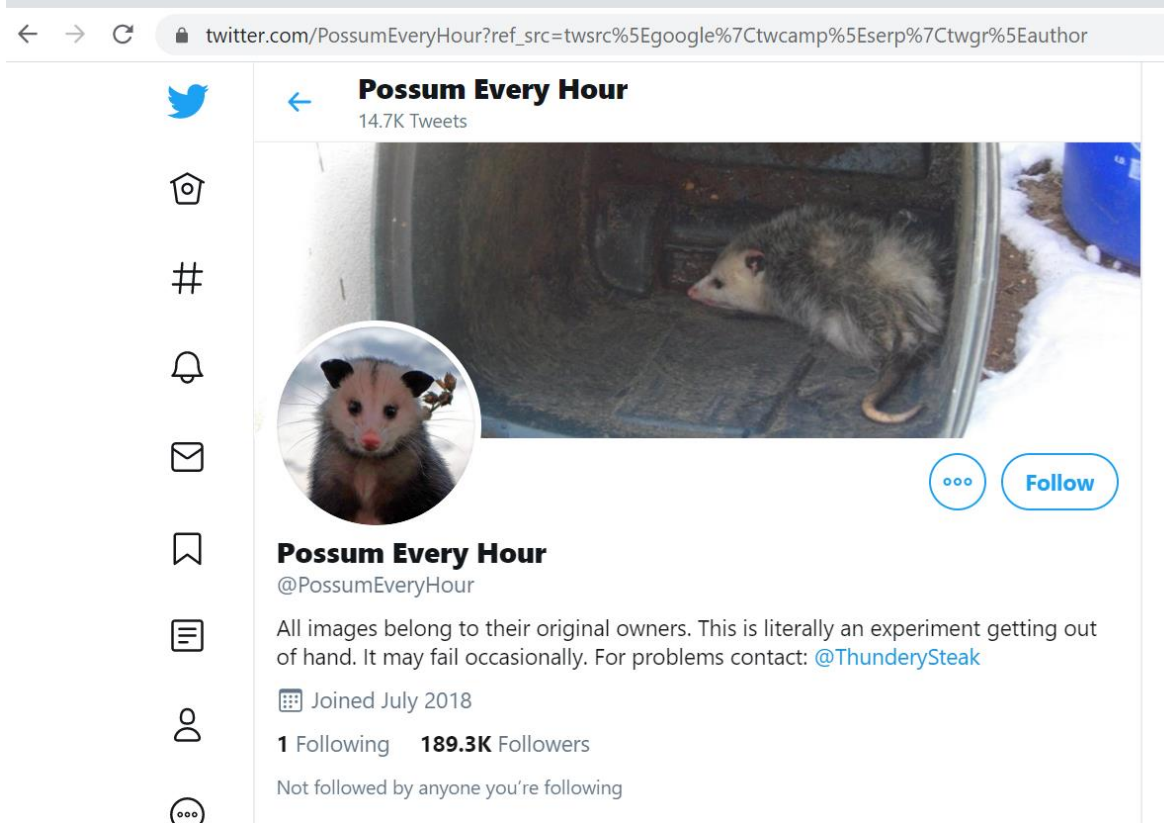 twitter.com/PossumEveryHour?ref_src=twsrc%5Egoogle%7Ctwcamp%5Eserp%7Ctwgr%5Eauthor
Possum Every Hour
14.7K Tweets
Follow
Possum Every Hour
@PossumEveryHour
All images belong to their original owners. This is literally an experiment getting out
of hand. It may fail occasionally. For problems contact: @ThunderySteak
Joined July 2018
1 Following 189.3K Followers
Not followed by anyone you’re following